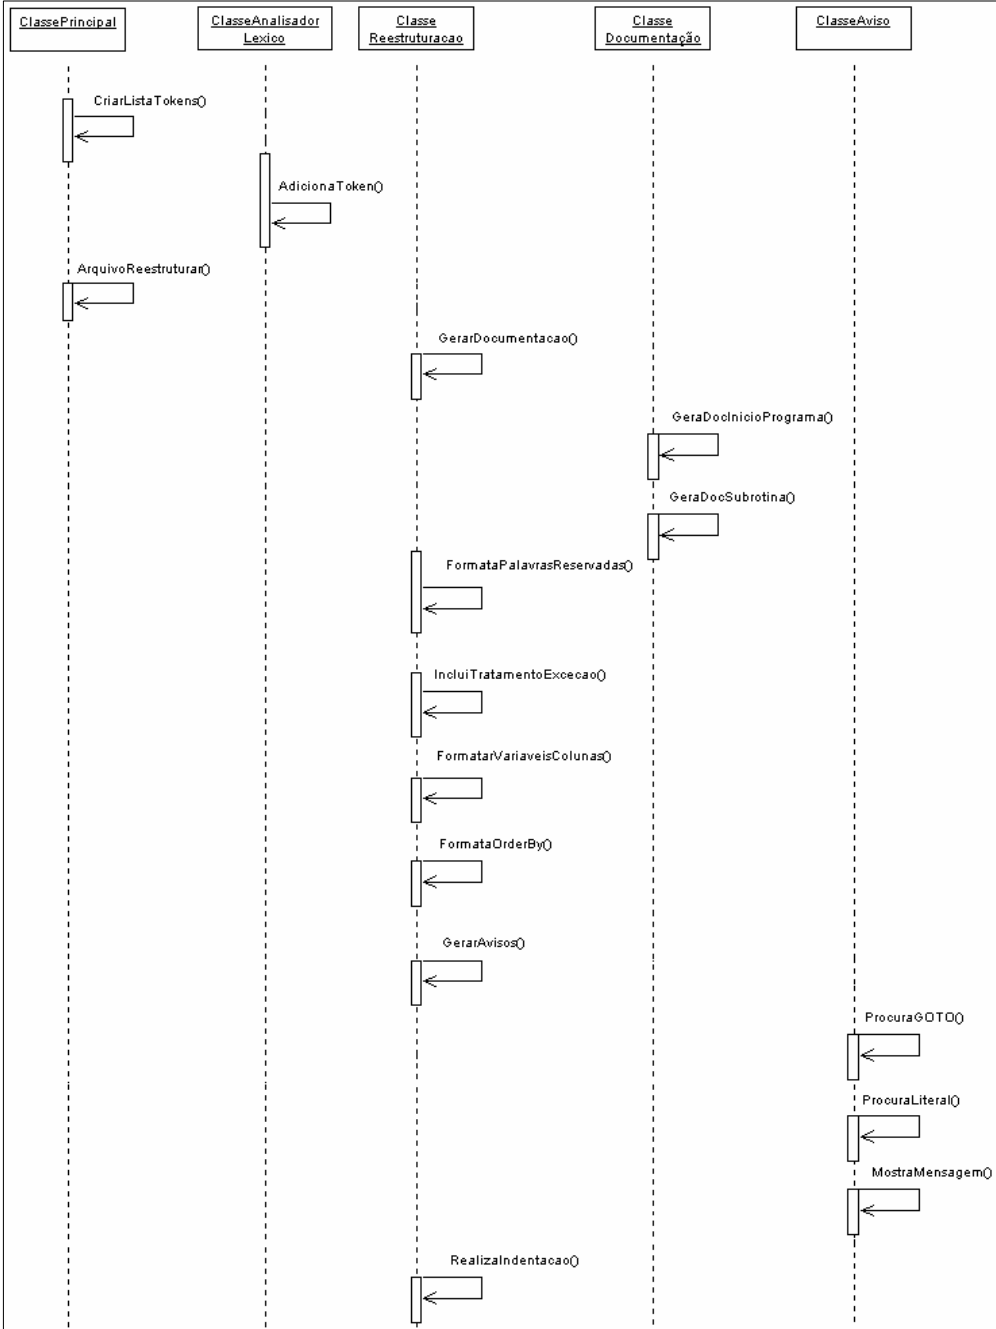 ClassePrincipal
ClasseAnalisador
Lexico
Classe
Reestruturacao
Classe
Documentação
ClasseAviso
CriarListaTokens()
AdicionaToken()
ArquivoReestruturar()
GerarDocumentacao()
GeraDocInicioPrograma()
GeraDocSubrotina()
FormataPalavrasReservadas()
IncluiTratamentoExcecao()
FormatarVariaveisColunas()
FormataOrderBy()
GerarAvisos()
ProcuraGOTO()
ProcuraLiteral()
MostraMensagem()
RealizaIndentacao()